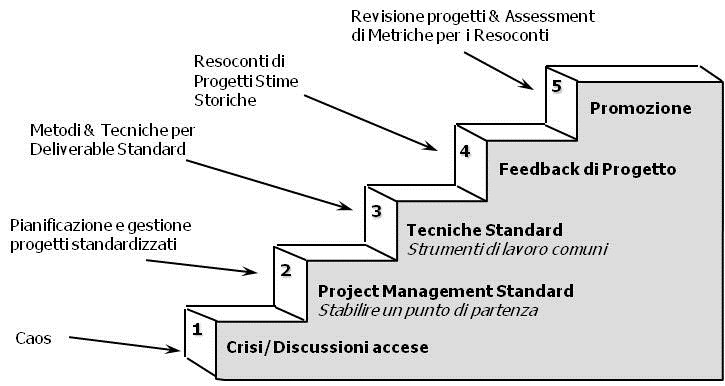 Revisione progetti & Assessment
di Metriche per i Resoconti
Resoconti di
Progetti Stime
Storiche
5
Promozione
Metodi & Tecniche per
Deliverable Standard
4
Feedback di Progetto
Pianificazione e gestione
progetti standardizzati
3
Tecniche Standard
Strumenti di lavoro comuni
2
Project Management Standard
Stabilire un punto di partenza
Caos
1
Crisi/Discussioni accese